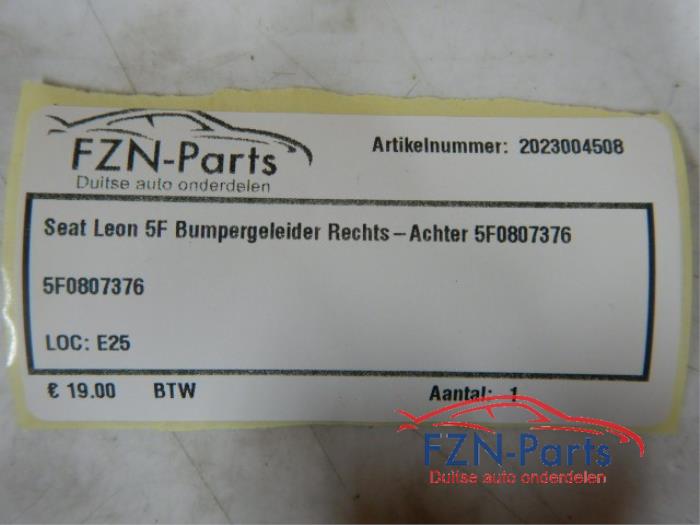 FZN-Parts
Duitse auto onderdelen
Artikelnummer: 2023004508
Seat Leon 5F Bumpergeleider Rechts-Achter 5F0807376
5F0807376
LOC: E25
€ 19.00 BTW Aantal: 1
FZN-Parts
Duitse auto onderdelen